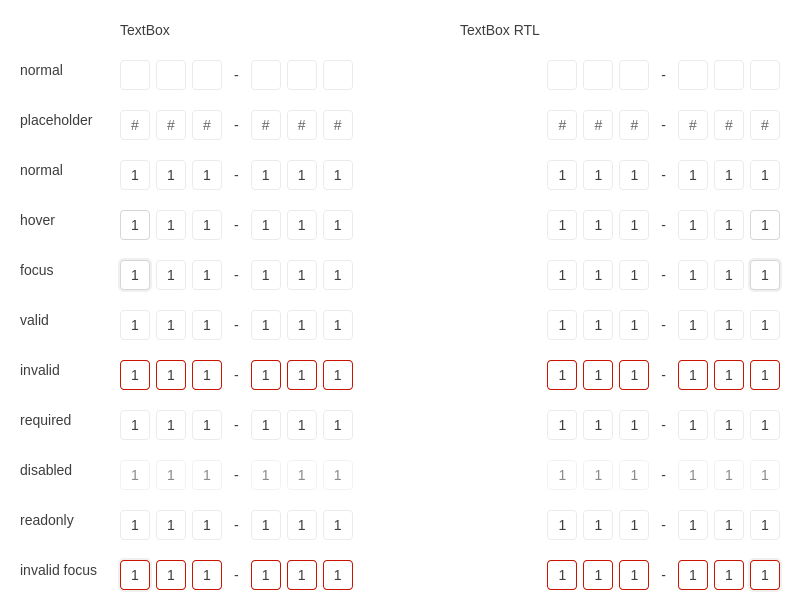 TextBox TextBox RTL
normal - -
placeholder # # # - # # # # # # - # # #
normal 1 1 1 - 1 1 1 1 1 1 - 1 1 1
hover 1 1 1 - 1 1 1 1 1 1 - 1 1 1
focus 1 1 1 - 1 1 1 1 1 1 - 1 1 1
valid 1 1 1 - 1 1 1 1 1 1 - 1 1 1
invalid 1 1 1 - 1 1 1 1 1 1 - 1 1 1
required 1 1 1 - 1 1 1 1 1 1 - 1 1 1
disabled 1 1 1 - 1 1 1 1 1 1 - 1 1 1
readonly 1 1 1 - 1 1 1 1 1 1 - 1 1 1
invalid focus 1 1 1 - 1 1 1 1 1 1 - 1 1 1